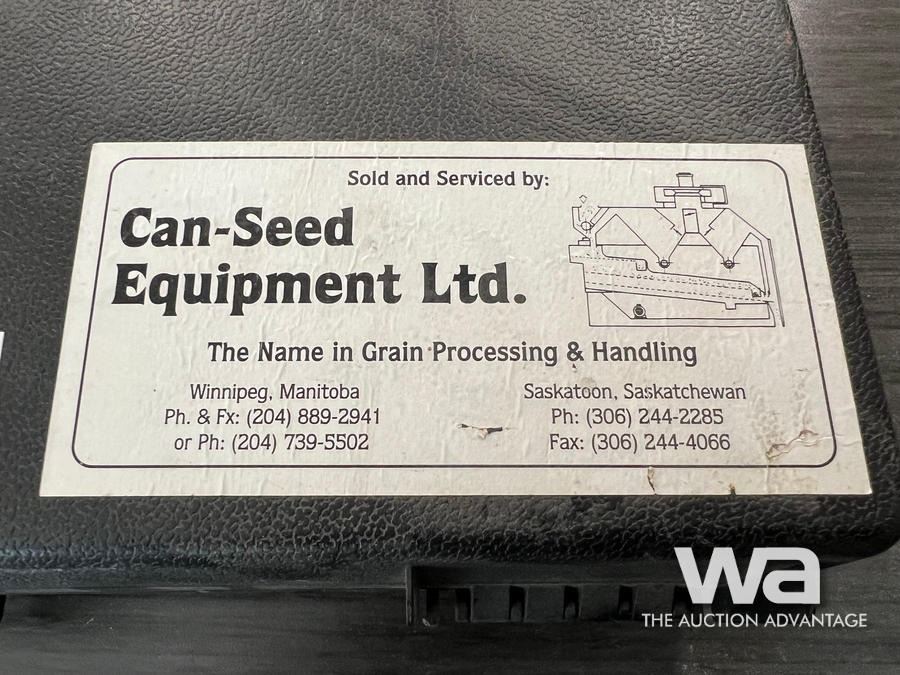 Sold and Serviced by:
Can-Seed
Equipment Ltd.
The Name in Grain Processing & Handling
Winnipeg, Manitoba
Ph. & Fx: (204) 889-2941
or Ph: (204) 739-5502
Saskatoon, Saskatchewan
Ph: (306) 244-2285
Fax: (306) 244-4066
wa
THE AUCTION ADVANTAGE